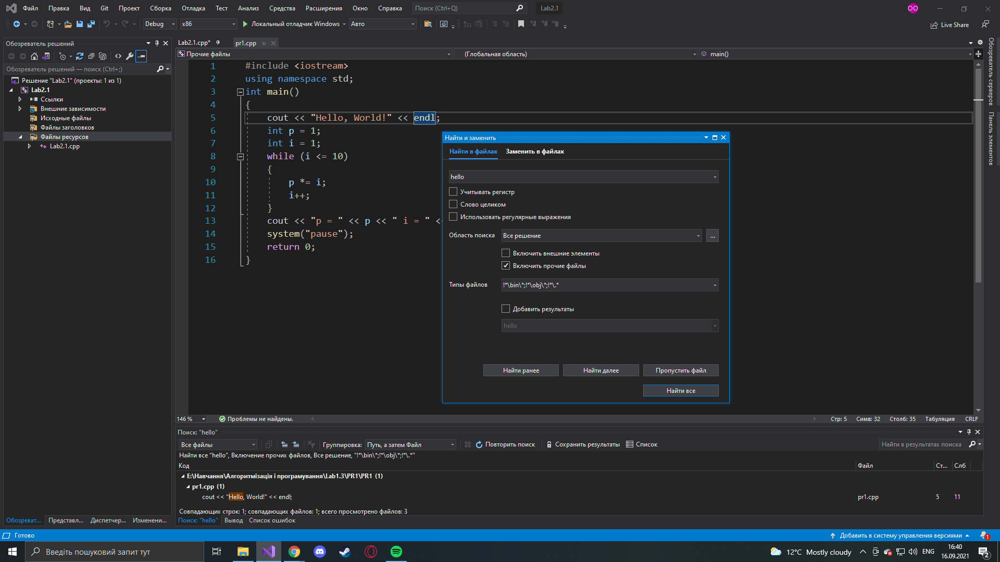 Файл Правка Вид Git Проект Сборка Отладка Тест Анализ Средства Расширения Окно Справка Поиск (Ctrl+Q) Lab2.1 OO
Debug x86 Локальный отладчик Windows Авто Live Share
Обозреватель решений
Обозреватель решений — поиск (Ctrl+;)
Решение "Lab2.1" (проекты: 1 из 1)
Lab2.1
Ссылки
Внешние зависимости
Исходные файлы
Файлы заголовков
Файлы ресурсов
Lab2.1.cpp
Обозреват... Представл... Диспетчер... Изменени...
Lab2.1.cpp* pr1.cpp
Прочие файлы (Глобальная область) main()
1 #include <iostream>
2 using namespace std;
3 int main()
4 {
5 cout << "Hello, World!" << endl;
6 int p = 1;
7 int i = 1;
8 while (i <= 10)
9 {
10 p *= i;
11 i++;
12 }
13 cout << "p = " << p << " i = " <<
14 system("pause");
15 return 0;
16 }
Найти и заменить
Найти в файлах Заменить в файлах
hello
Учитывать регистр
Слово целиком
Использовать регулярные выражения
Область поиска Все решение ...
Включить внешние элементы
Включить прочие файлы
Типы файлов !*\bin\*;!*\obj\*;!*\.*
Добавить результаты
hello
Найти ранее Найти далее Пропустить файл
Найти все
Обозреватель серверов
Панель элементов
146 % Проблемы не найдены. Стр: 5 Симв: 32 Столб: 35 Табуляция CRLF
Поиск: "hello"
Все файлы Группировка: Путь, а затем Файл Повторить поиск Сохранить результаты Список Найти в результатах поиска
Найти все "hello", Включение прочих файлов, Все решение, "!*\bin\*;!*\obj\*;!*\.*"
Код Файл Ст... Слб
E:\Навчання\Алгоритмізація і програмування\Lab1.3\PR1\PR1 (1)
pr1.cpp (1)
cout << "Hello, World!" << endl; pr1.cpp 5 11
Совпадающих строк: 1; совпадающих файлов: 1; всего просмотрено файлов: 3
Поиск: "hello" Вывод Список ошибок
Готово Добавить в систему управления версиями 1
Введіть пошуковий запит тут 12°C Mostly cloudy ENG 16:40
16.09.2021 2